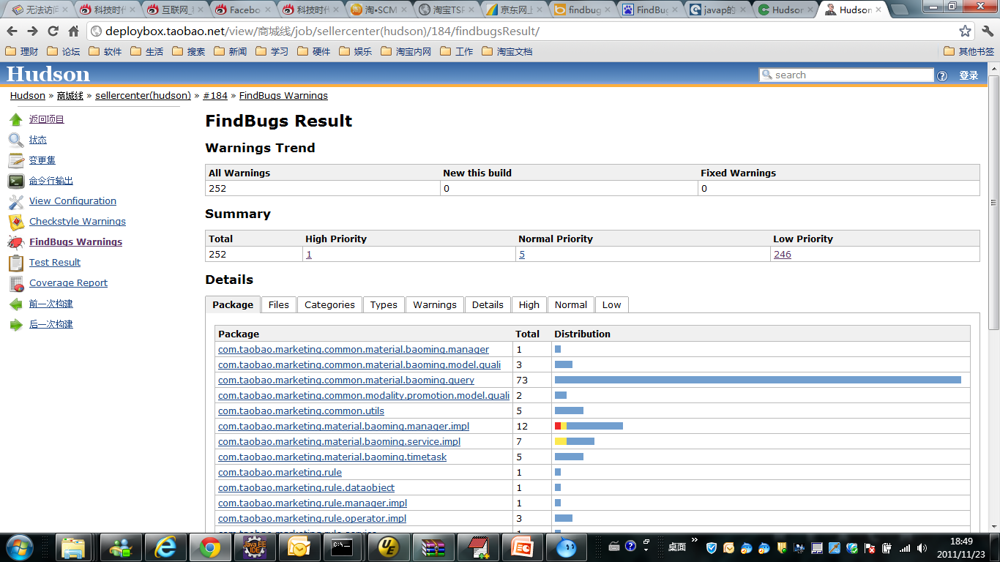 无法访问
科技时代
互联网_
Facebo
科技时代
淘•SCM
淘宝TSF
京东网上
findbug
FindBug
javap的
Hudson
Hudson
deploybox.taobao.net/view/商城线/job/sellercenter(hudson)/184/findbugsResult/
理财 论坛 软件 生活 搜索 新闻 学习 硬件 娱乐 淘宝内网 工作 淘宝文档 其他书签
Hudson search 登录
Hudson » 商城线 » sellercenter(hudson) » #184 » FindBugs Warnings
返回项目
状态
变更集
命令行输出
View Configuration
Checkstyle Warnings
FindBugs Warnings
Test Result
Coverage Report
前一次构建
后一次构建
FindBugs Result
Warnings Trend
All Warnings New this build Fixed Warnings
252 0 0
Summary
Total High Priority Normal Priority Low Priority
252 1 5 246
Details
Package Files Categories Types Warnings Details High Normal Low
Package Total Distribution
com.taobao.marketing.common.material.baoming.manager 1
com.taobao.marketing.common.material.baoming.model.quali 3
com.taobao.marketing.common.material.baoming.query 73
com.taobao.marketing.common.modality.promotion.model.quali 2
com.taobao.marketing.common.utils 5
com.taobao.marketing.material.baoming.manager.impl 12
com.taobao.marketing.material.baoming.service.impl 7
com.taobao.marketing.material.baoming.timetask 5
com.taobao.marketing.rule 1
com.taobao.marketing.rule.dataobject 1
com.taobao.marketing.rule.manager.impl 1
com.taobao.marketing.rule.operator.impl 3
com.taobao.marketing.rule.service 1
Java EE
IDE
C:\_
UE
桌面 »
18:49
2011/11/23